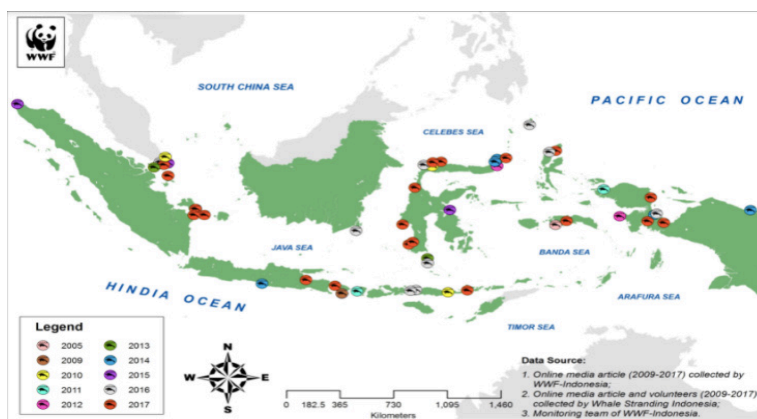 WWF
SOUTH CHINA SEA
PACIFIC OCEAN
CELEBES SEA
JAVA SEA
BANDA SEA
HINDIA OCEAN
ARAFURA SEA
TIMOR SEA
Legend
2005
2009
2010
2011
2012
2013
2014
2015
2016
2017
N
W E
S
0 182.5 365 730 1,095 1,460
Kilometers
Data Source:
1. Online media article (2009-2017) collected by
WWF-Indonesia;
2. Online media article and volunteers (2009-2017)
collected by Whale Stranding Indonesia;
3. Monitoring team of WWF-Indonesia.